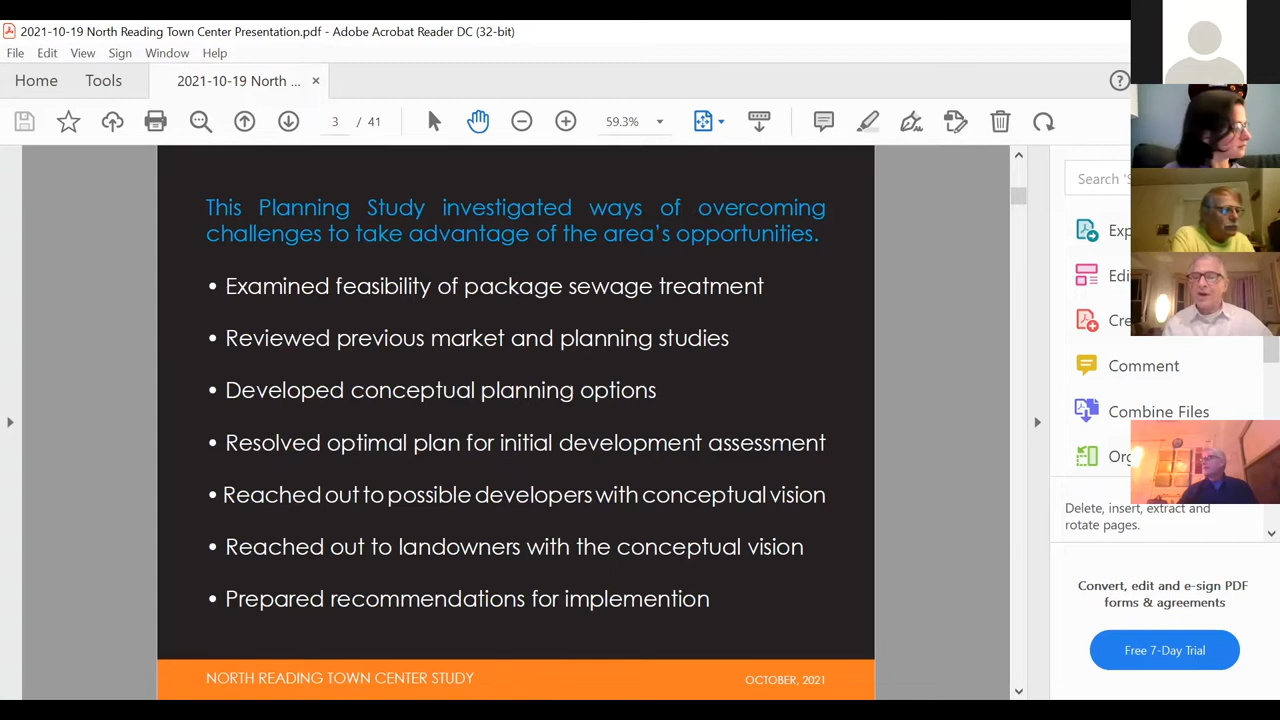 2021-10-19 North Reading Town Center Presentation.pdf - Adobe Acrobat Reader DC (32-bit)
File Edit View Sign Window Help
Home Tools 2021-10-19 North ... ×
3 / 41 59.3%
This Planning Study investigated ways of overcoming
challenges to take advantage of the area's opportunities.
• Examined feasibility of package sewage treatment
• Reviewed previous market and planning studies
• Developed conceptual planning options
• Resolved optimal plan for initial development assessment
• Reached out to possible developers with conceptual vision
• Reached out to landowners with the conceptual vision
• Prepared recommendations for implemention
NORTH READING TOWN CENTER STUDY OCTOBER, 2021
Search '
Exp
Edi
Cre
Comment
Combine Files
Org
Delete, insert, extract and
rotate pages.
Convert, edit and e-sign PDF
forms & agreements
Free 7-Day Trial